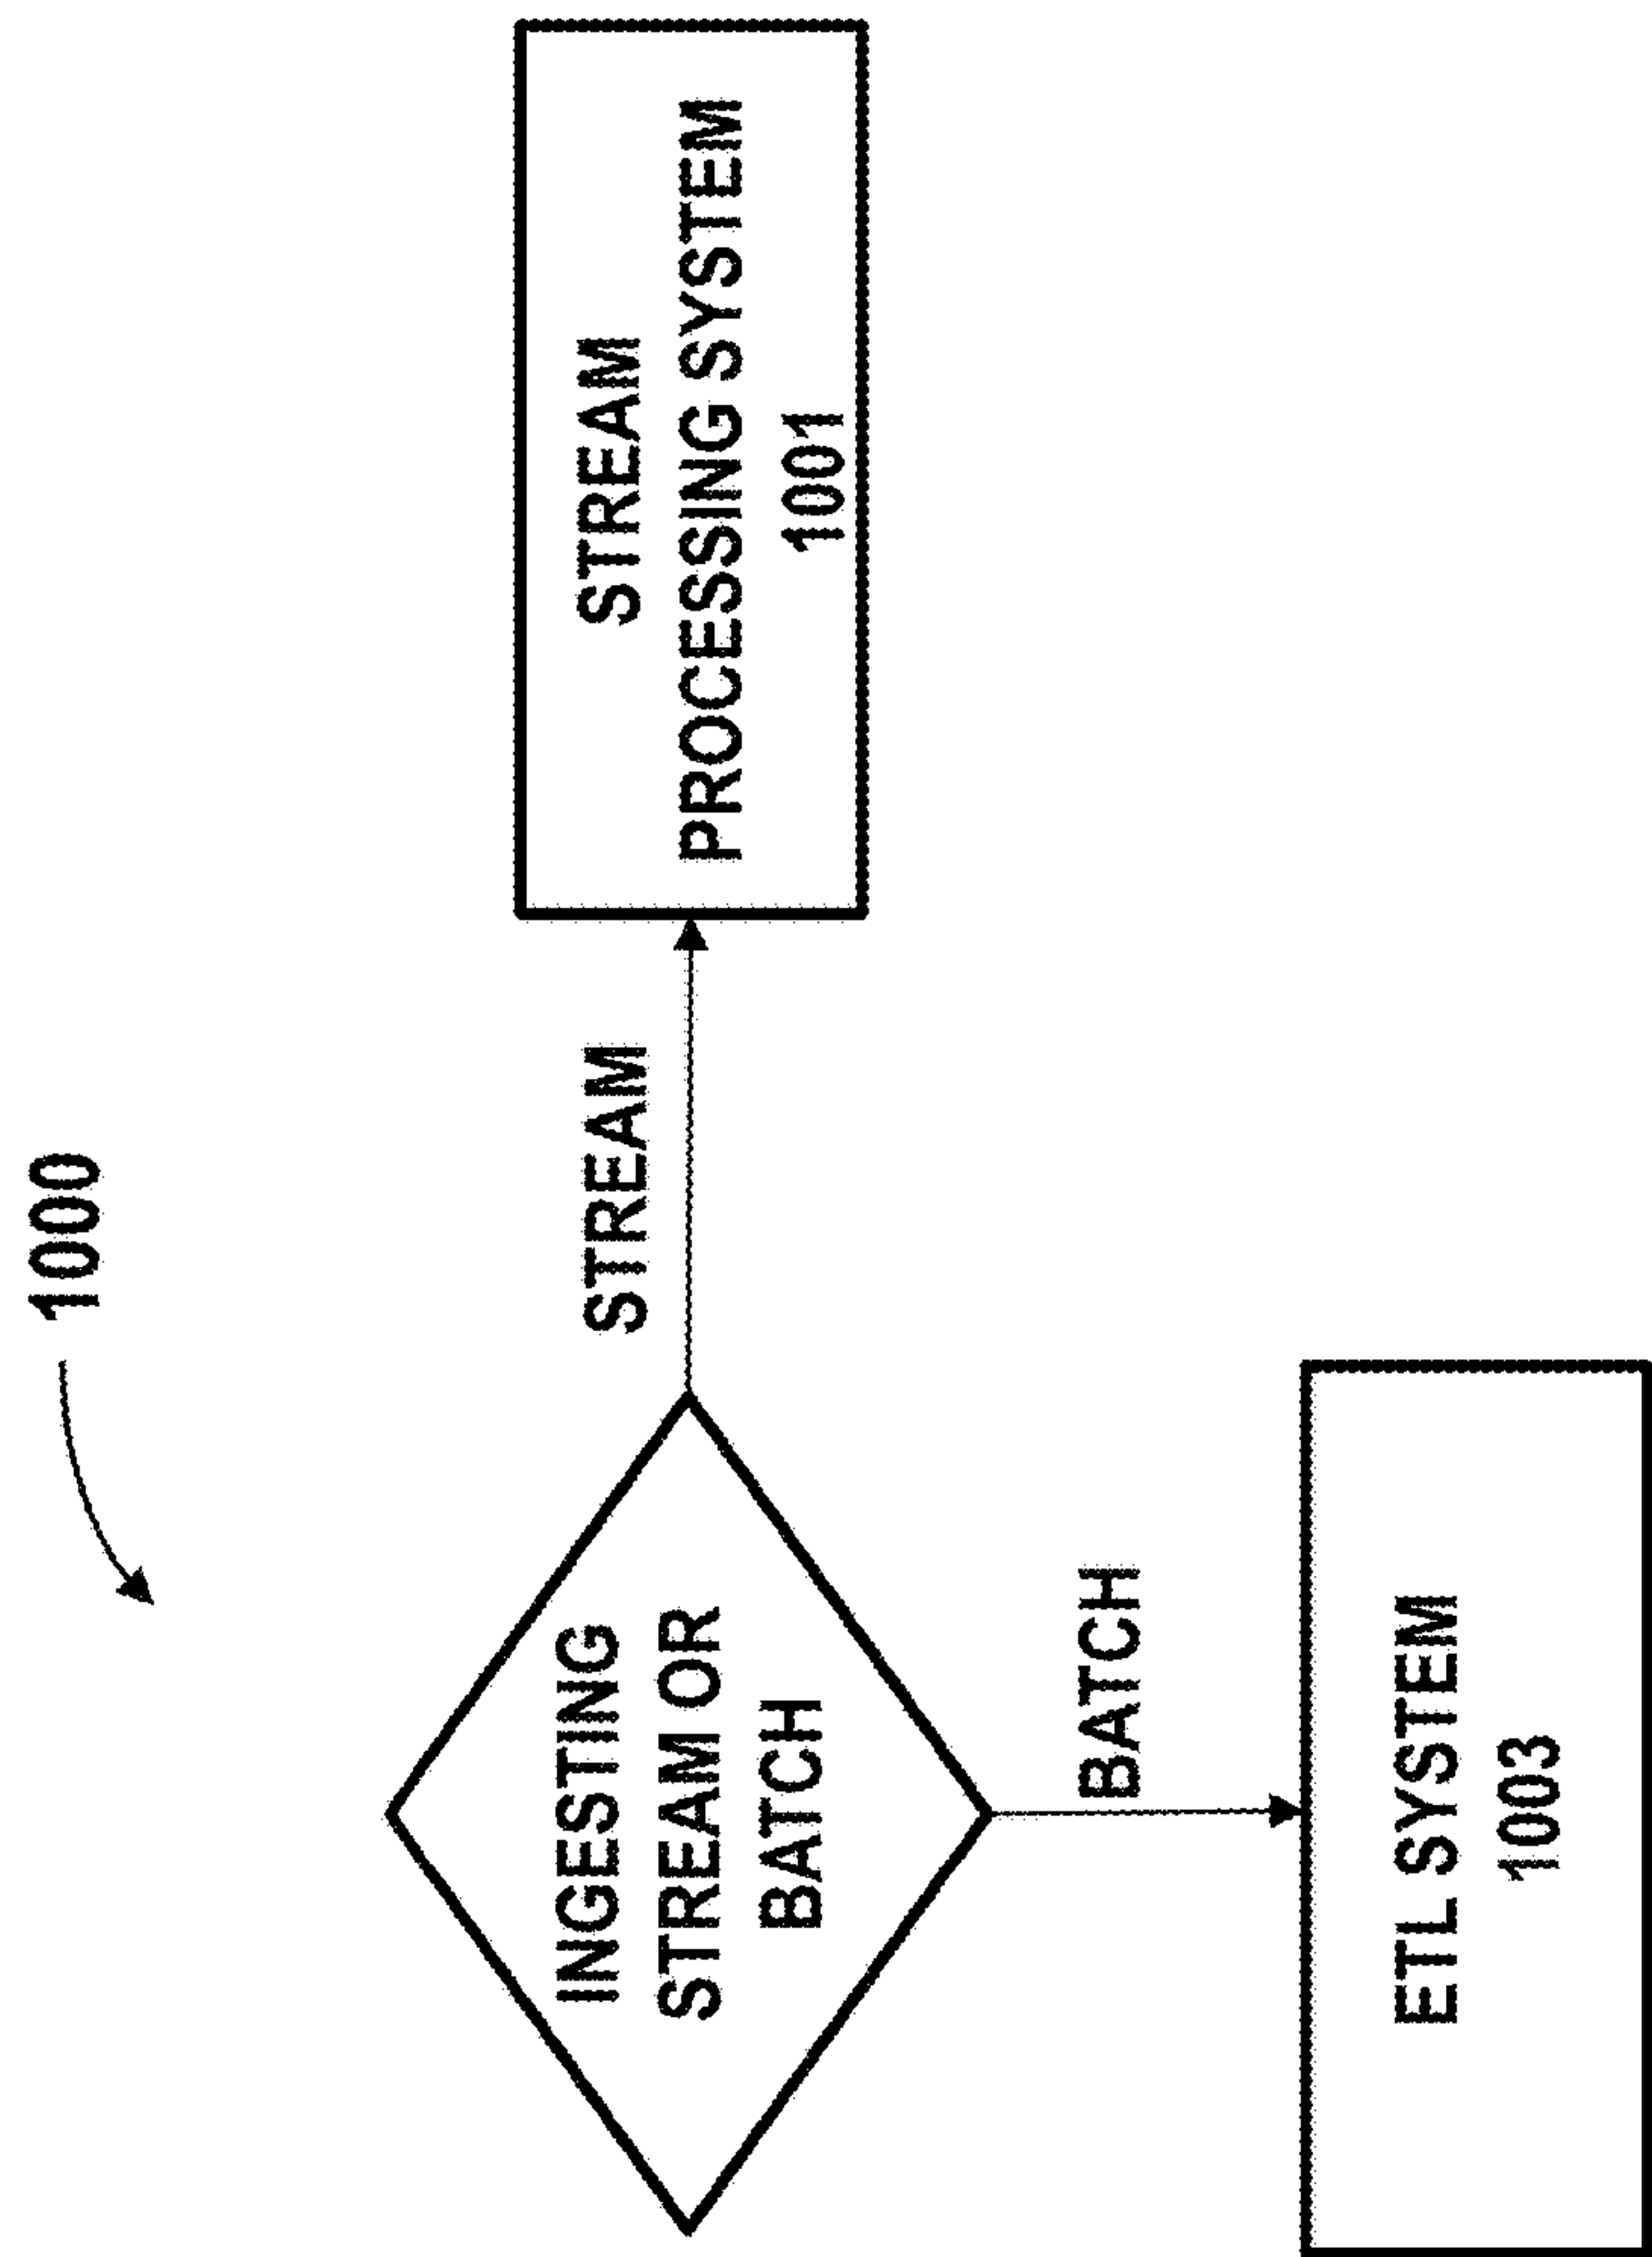 1000
INGESTING
STREAM OR
BATCH
STREAM
STREAM
PROCESSING SYSTEM
1001
BATCH
ETL SYSTEM
1003